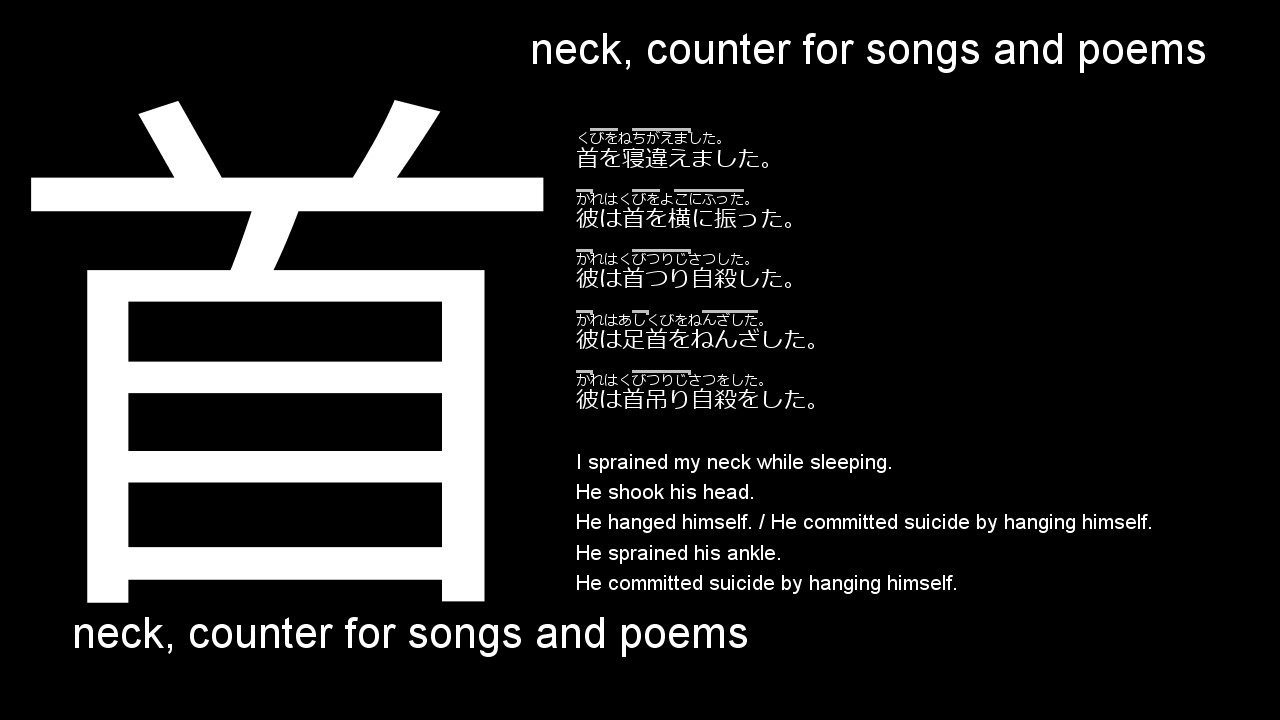 neck, counter for songs and poems
首
くびをねちがえました。
首を寝違えました。
かれはくびをよこにふった。
彼は首を横に振った。
かれはくびつりじさつした。
彼は首つり自殺した。
かれはあしくびをねんざした。
彼は足首をねんざした。
かれはくびつりじさつをした。
彼は首吊り自殺をした。
I sprained my neck while sleeping.
He shook his head.
He hanged himself. / He committed suicide by hanging himself.
He sprained his ankle.
He committed suicide by hanging himself.
neck, counter for songs and poems